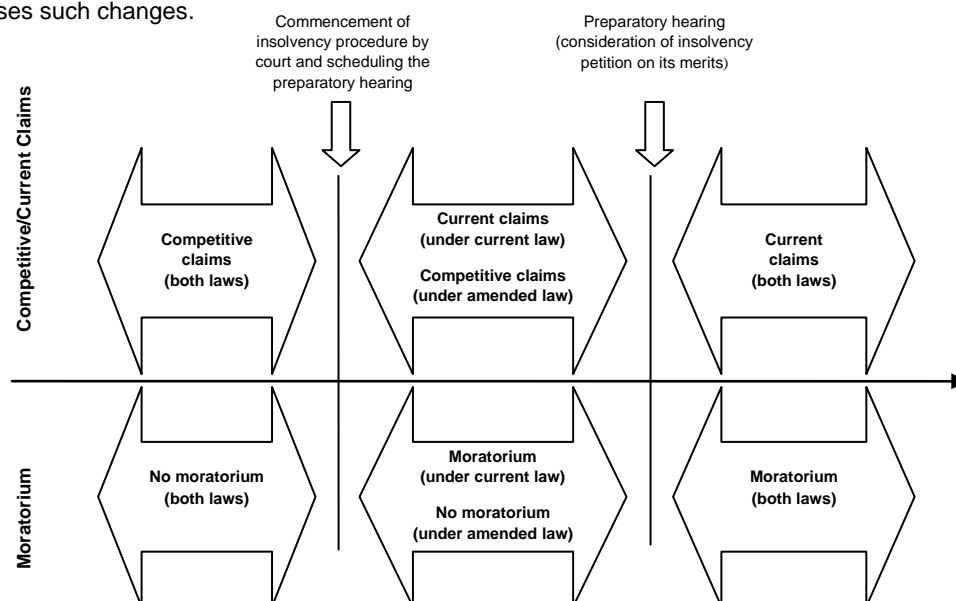 ses such changes.
Commencement of
insolvency procedure by
court and scheduling the
preparatory hearing
Preparatory hearing
(consideration of insolvency
petition on its merits)
Competitive/Current Claims
Competitive
claims
(both laws)
Current claims
(under current law)
Competitive claims
(under amended law)
Current
claims
(both laws)
Moratorium
No moratorium
(both laws)
Moratorium
(under current law)
No moratorium
(under amended law)
Moratorium
(both laws)